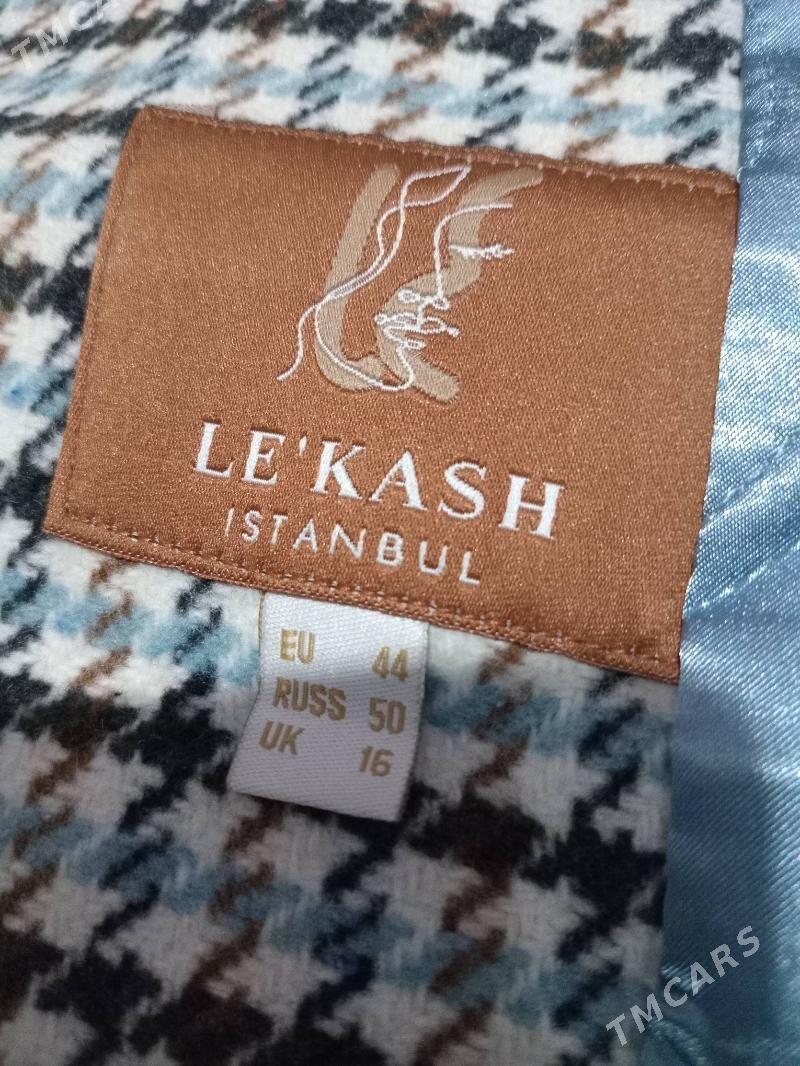 TMCARS
LE'KASH
ISTANBUL
EU 44
RUSS 50
UK 16
TMCARS